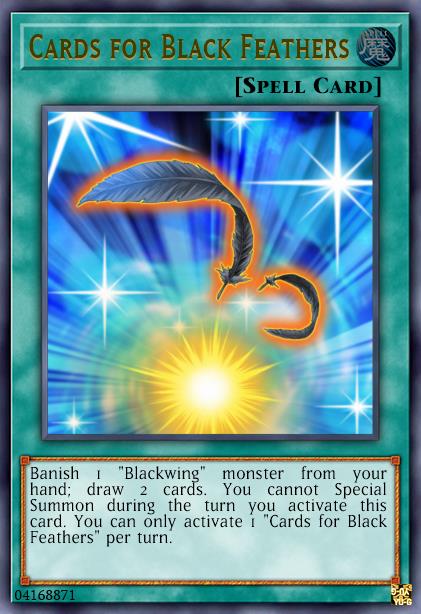 Cards for Black Feathers 魔
[Spell Card]
Banish 1 "Blackwing" monster from your
hand; draw 2 cards. You cannot Special
Summon during the turn you activate this
card. You can only activate 1 "Cards for Black
Feathers" per turn.
04168871